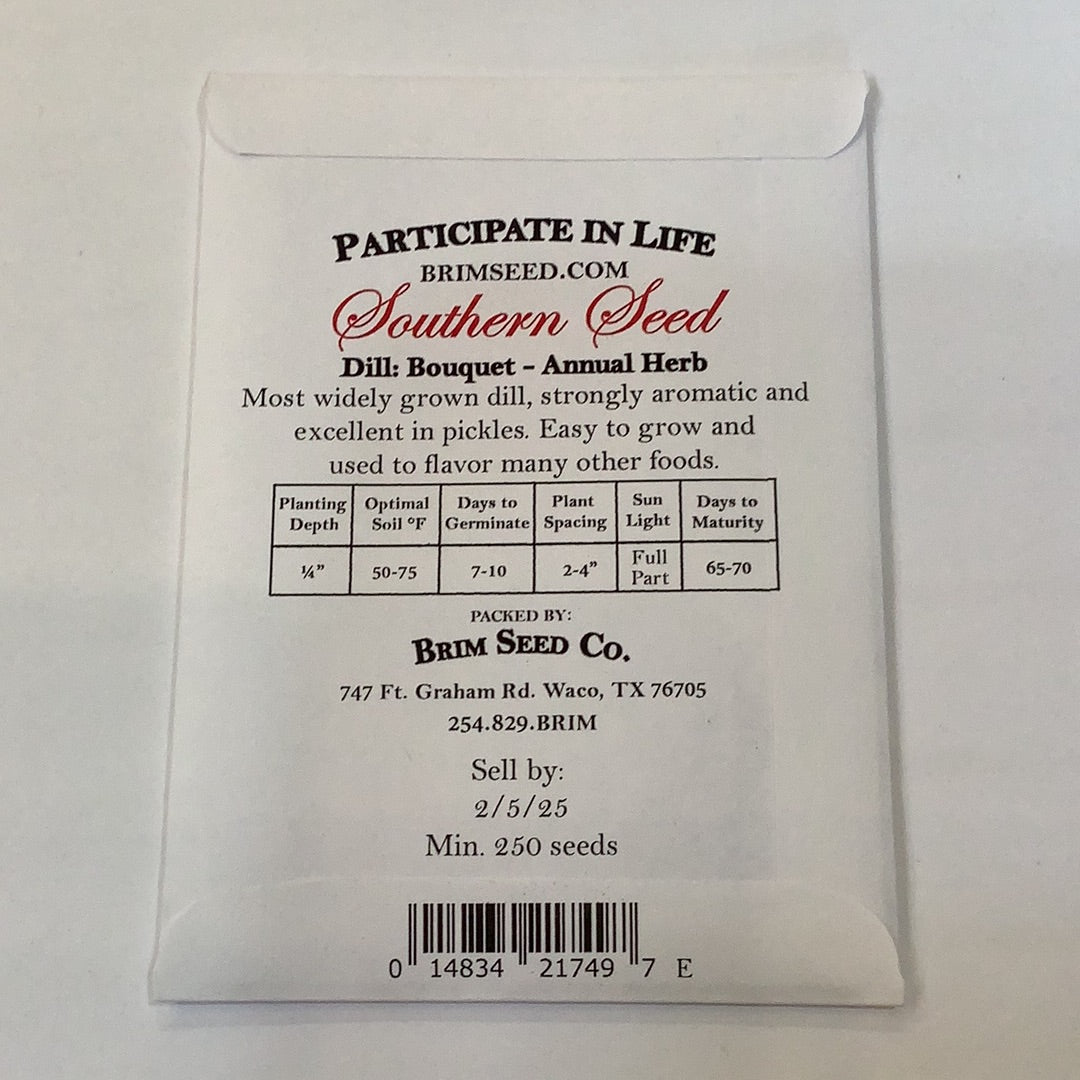 PARTICIPATE IN LIFE
BRIMSEED.COM
Southern Seed
Dill: Bouquet – Annual Herb
Most widely grown dill, strongly aromatic and
excellent in pickles. Easy to grow and
used to flavor many other foods.
Planting Depth Optimal Soil °F Days to Germinate Plant Spacing Sun Light Days to Maturity
¼” 50-75 7-10 2-4” Full Part 65-70
PACKED BY:
BRIM SEED CO.
747 Ft. Graham Rd. Waco, TX 76705
254.829.BRIM
Sell by:
2/5/25
Min. 250 seeds
0 14834 21749 7 E